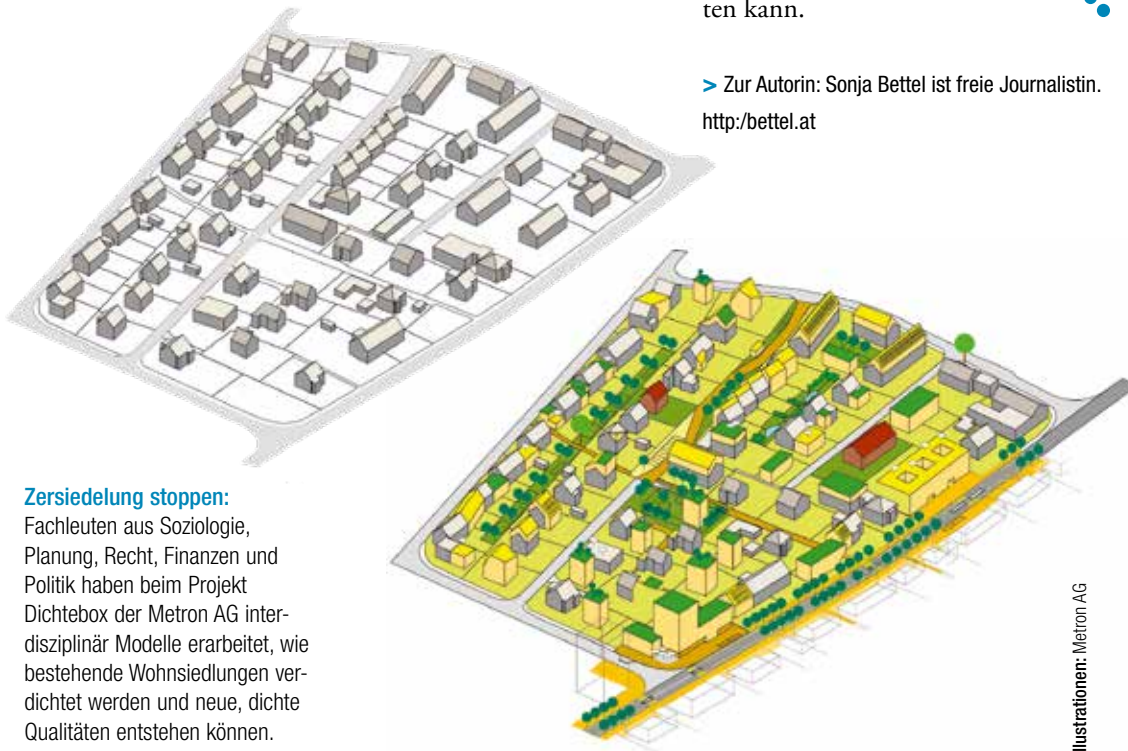 ten kann.
> Zur Autorin: Sonja Bettel ist freie Journalistin.
http:/bettel.at
Zersiedelung stoppen:
Fachleuten aus Soziologie,
Planung, Recht, Finanzen und
Politik haben beim Projekt
Dichtebox der Metron AG inter-
disziplinär Modelle erarbeitet, wie
bestehende Wohnsiedlungen ver-
dichtet werden und neue, dichte
Qualitäten entstehen können.
llustrationen: Metron AG